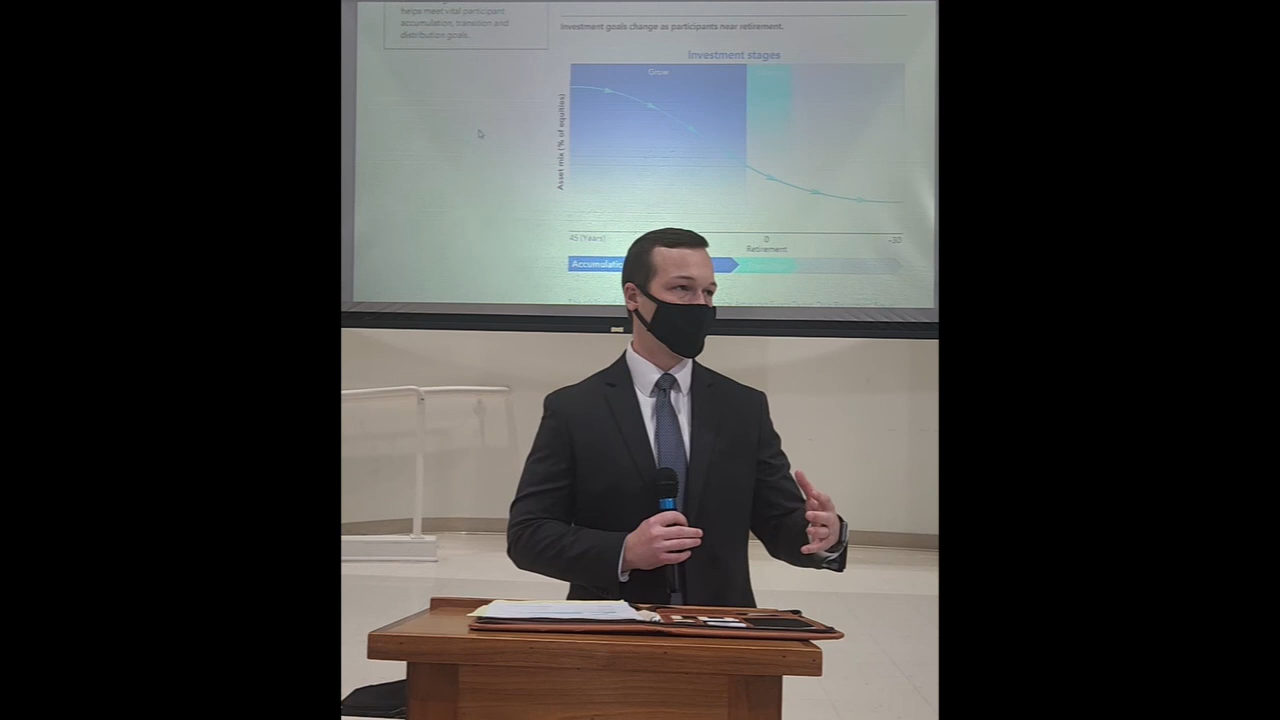 helps meet vital participant
accumulation, transition and
distribution goals.
Investment goals change as participants near retirement.
Investment stages
Grow
Asset mix (% of equities)
45 (Years)
0
-30
Retirement
Accumulatio